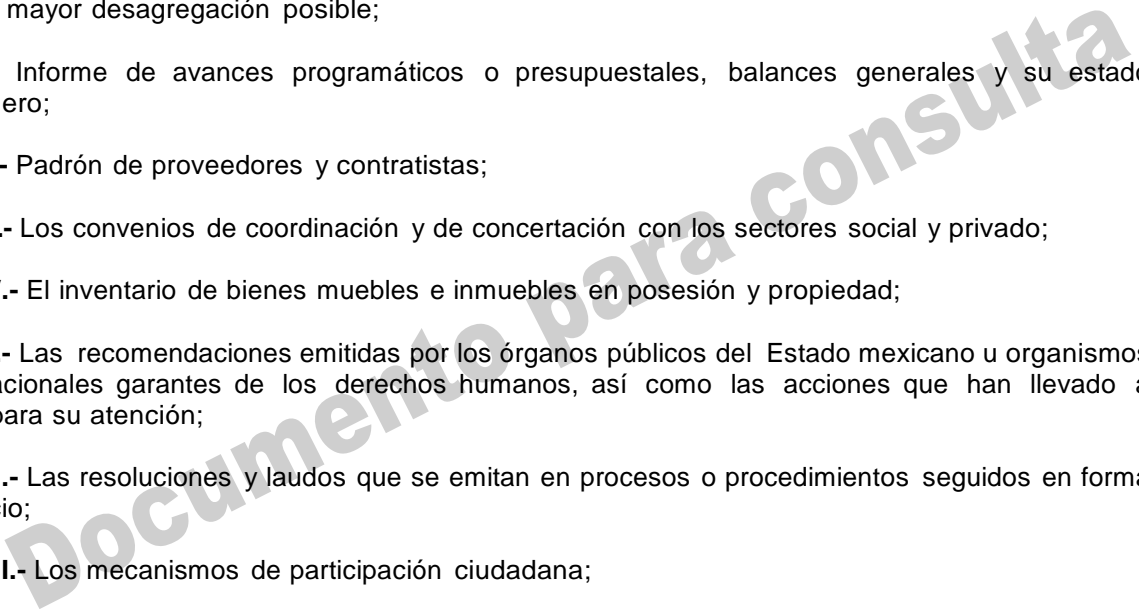 mayor desagregación posible;
Informe de avances programáticos o presupuestales, balances generales y su estado
ero;
- Padrón de proveedores y contratistas;
.- Los convenios de coordinación y de concertación con los sectores social y privado;
.- El inventario de bienes muebles e inmuebles en posesión y propiedad;
- Las recomendaciones emitidas por los órganos públicos del Estado mexicano u organismos
acionales garantes de los derechos humanos, así como las acciones que han llevado a
para su atención;
.- Las resoluciones y laudos que se emitan en procesos o procedimientos seguidos en forma
cio;
I.- Los mecanismos de participación ciudadana;
Documento para consulta